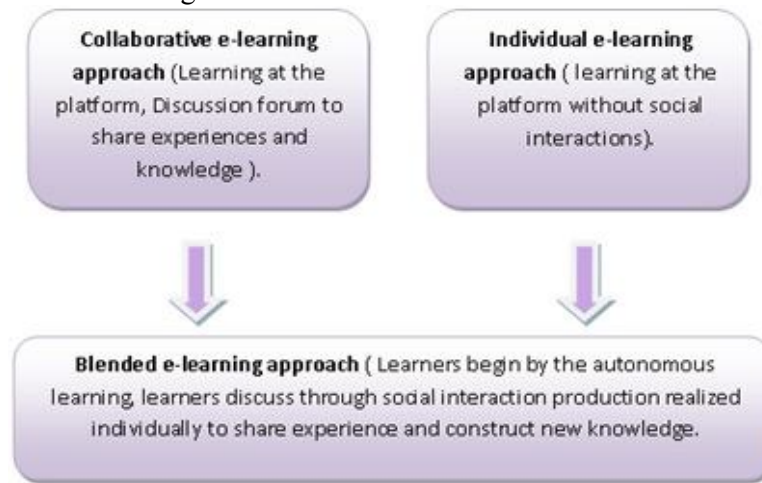 Collaborative e-learning
approach (Learning at the
platform, Discussion forum to
share experiences and
knowledge ).
Individual e-learning
approach ( learning at the
platform without social
interactions).
Blended e-learning approach ( Learners begin by the autonomous
learning, learners discuss through social interaction production realized
individually to share experience and construct new knowledge.